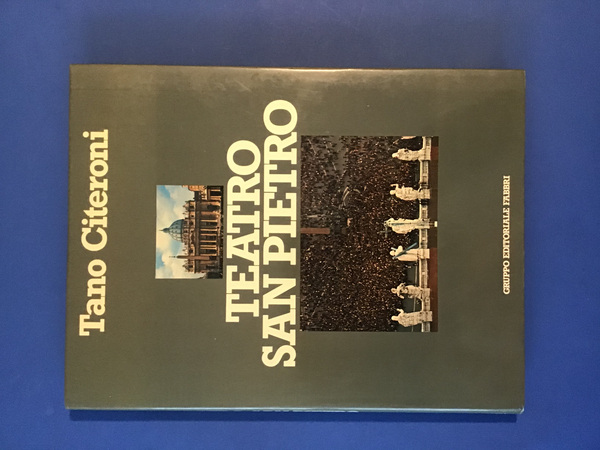 Tano Citeroni
TEATRO
SAN PIETRO
GRUPPO EDITORIALE FABBRI